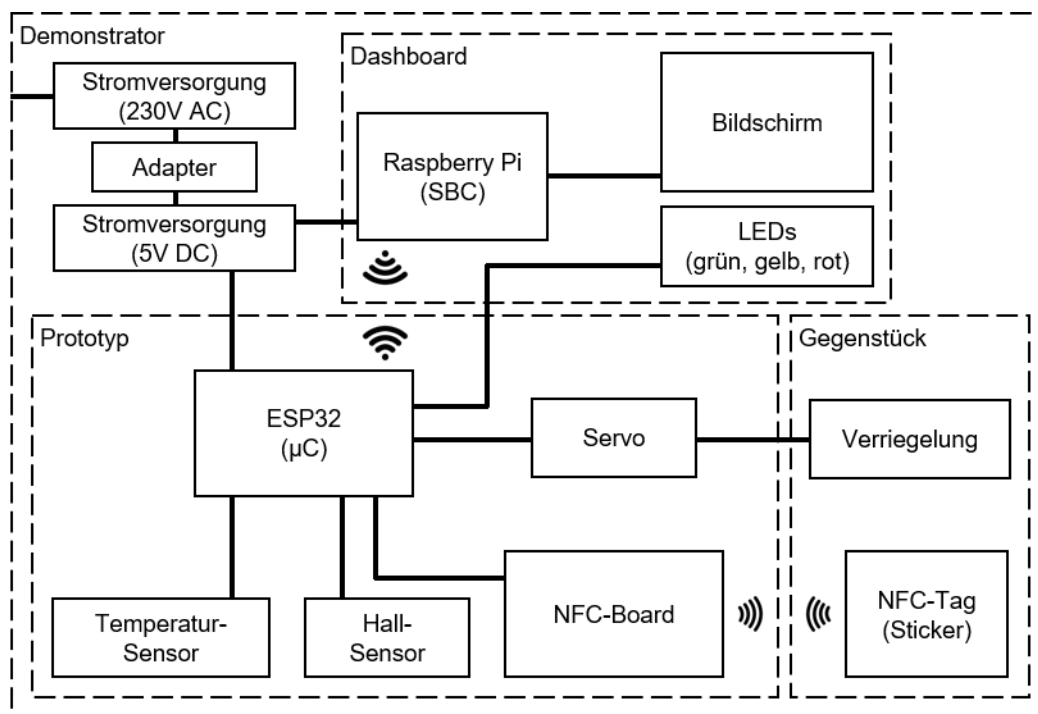 Demonstrator
Stromversorgung
(230V AC)
Adapter
Stromversorgung
(5V DC)
Dashboard
Raspberry Pi
(SBC)
Bildschirm
LEDs
(grün, gelb, rot)
Prototyp
ESP32
(µC)
Servo
Temperatur-
Sensor
Hall-
Sensor
NFC-Board
Gegenstück
Verriegelung
NFC-Tag
(Sticker)